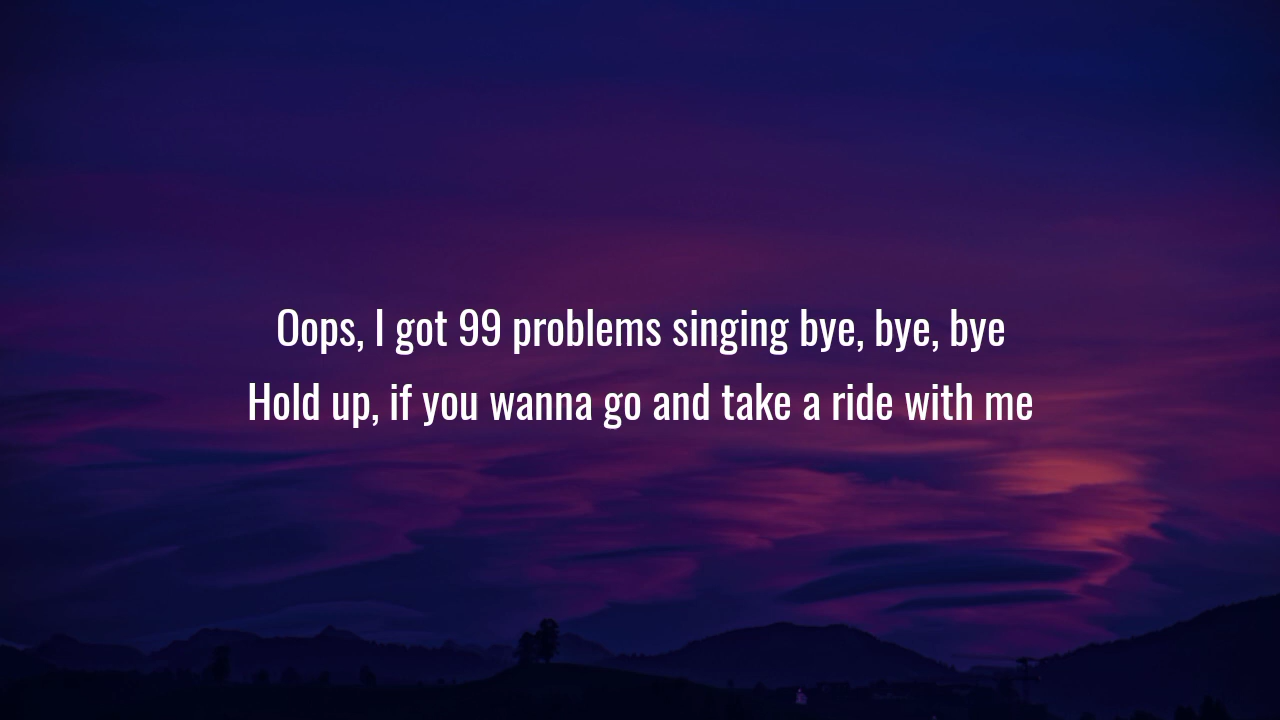 Oops, I got 99 problems singing bye, bye, bye
Hold up, if you wanna go and take a ride with me